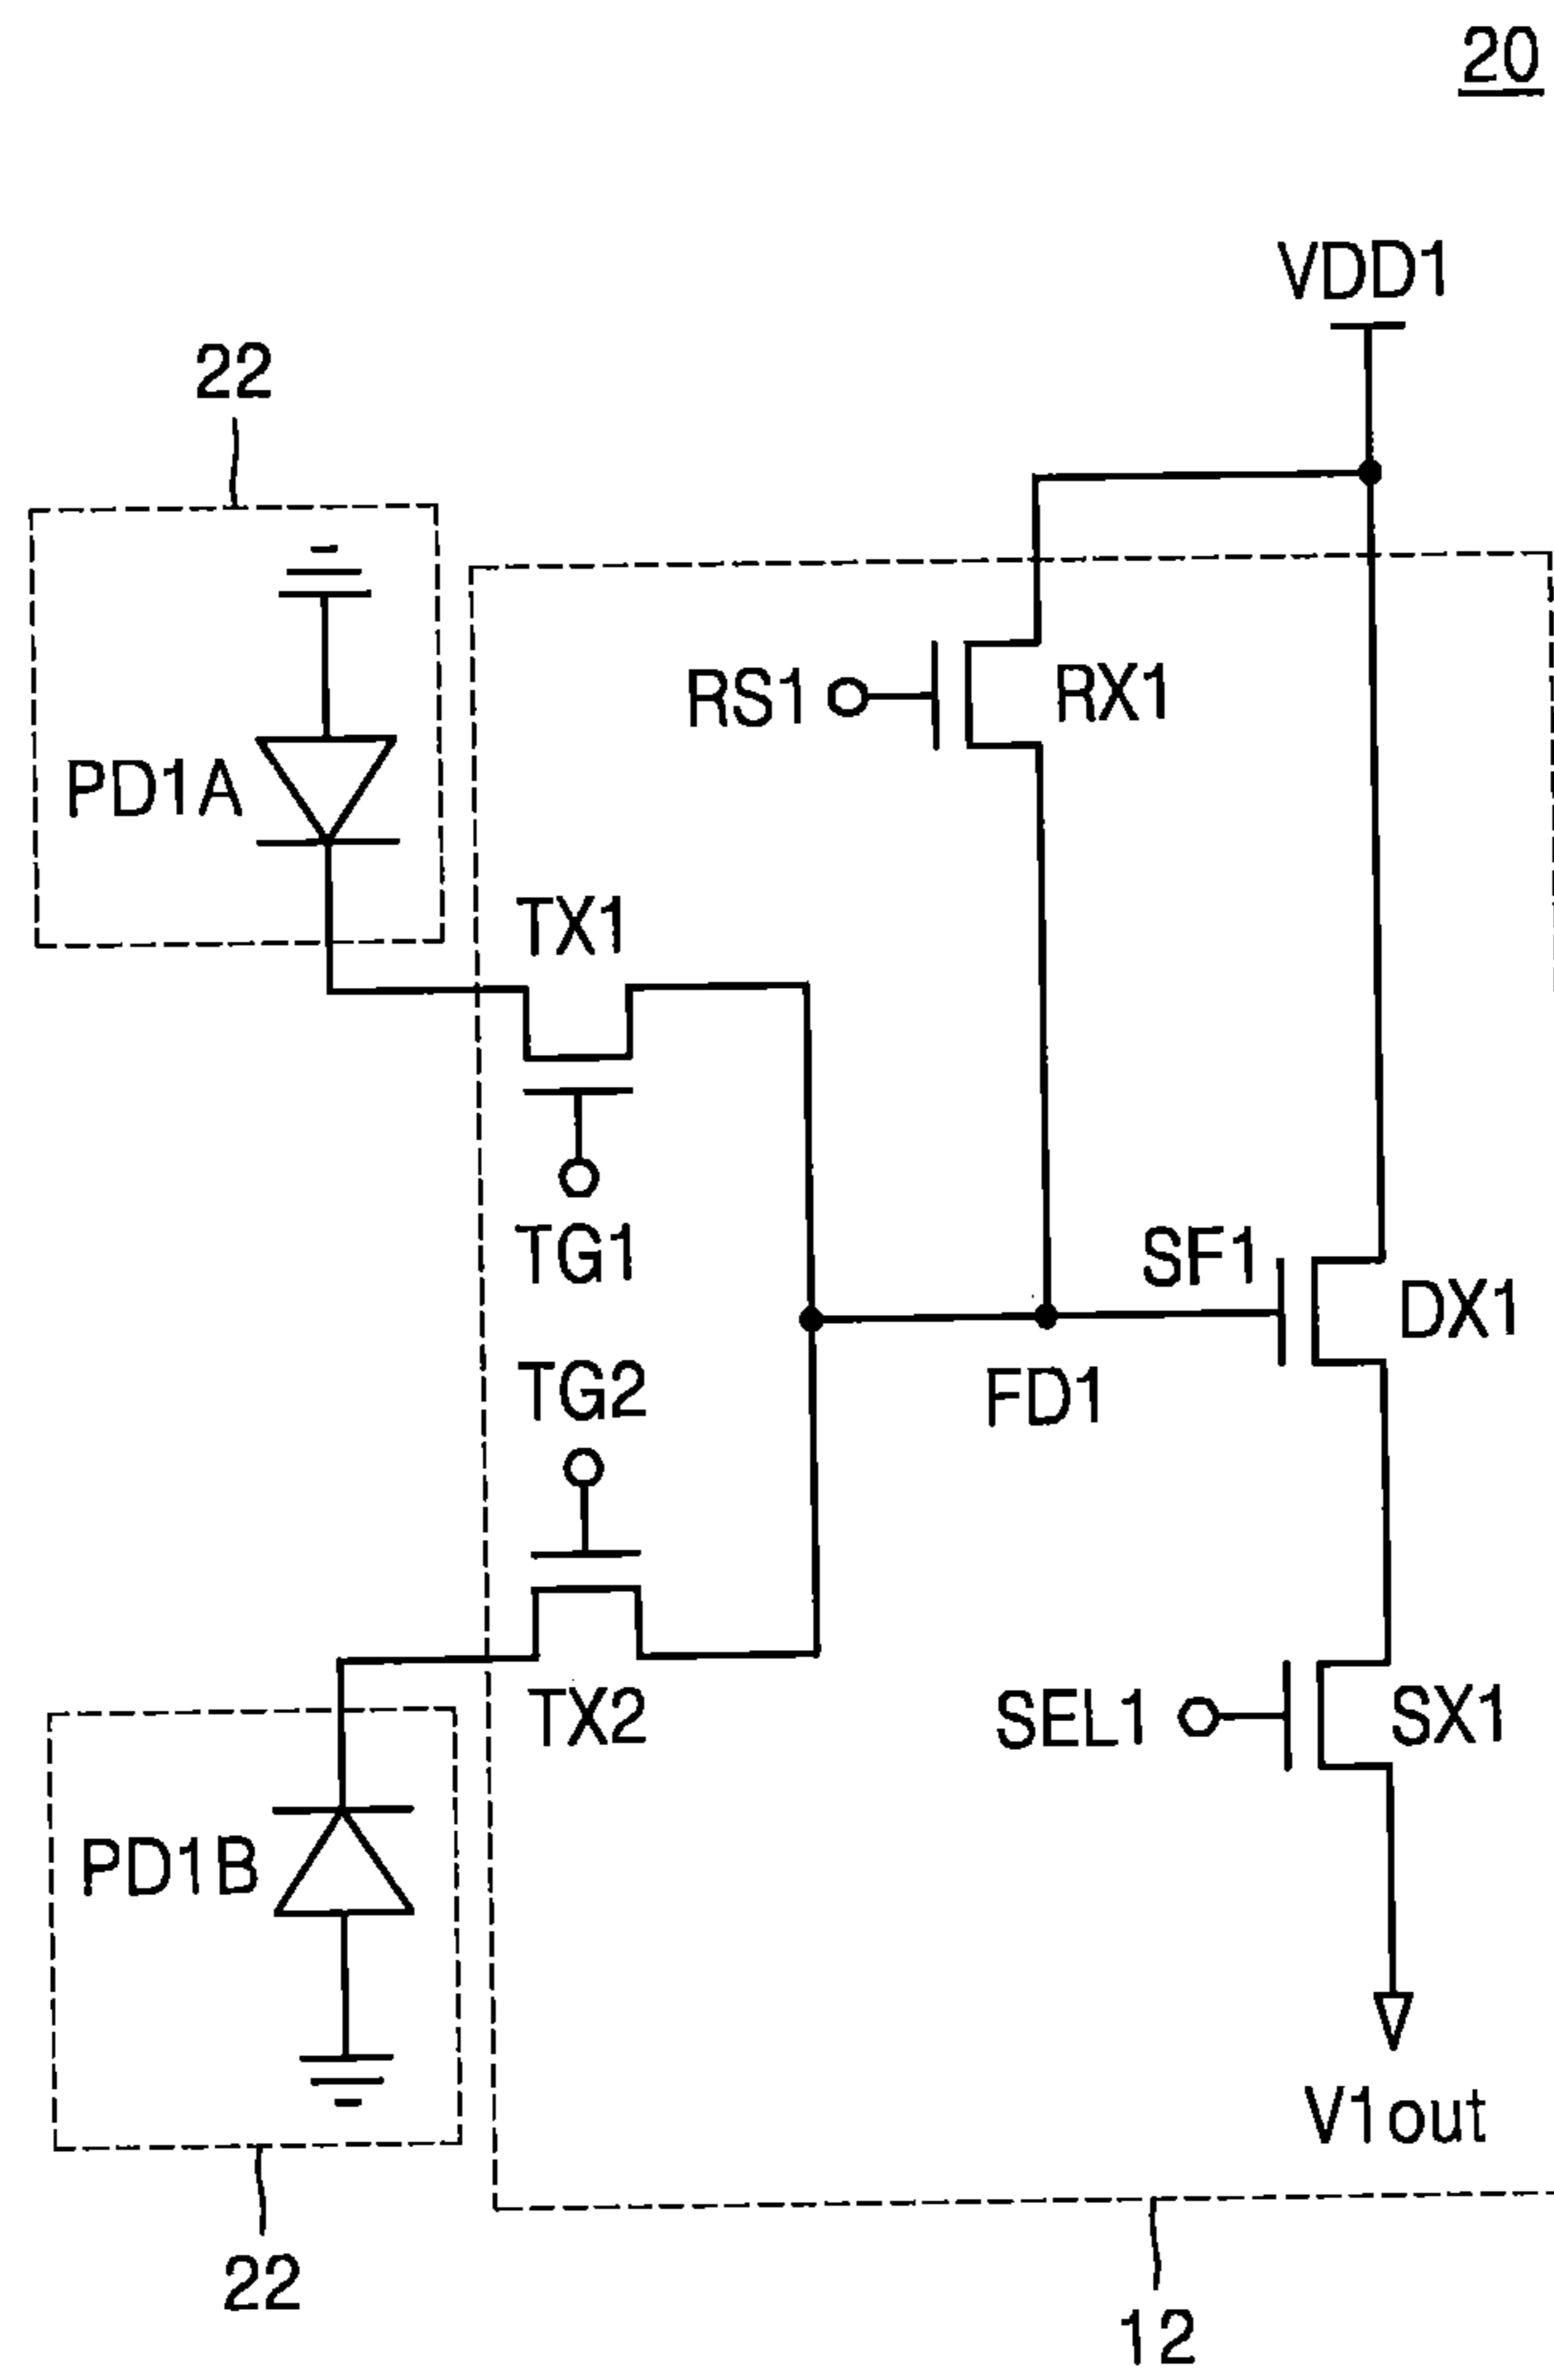 20
VDD1
22
RS1
RX1
PD1A
TX1
TG1
SF1
DX1
TG2
FD1
TX2
SEL1
SX1
PD1B
V1out
22
12